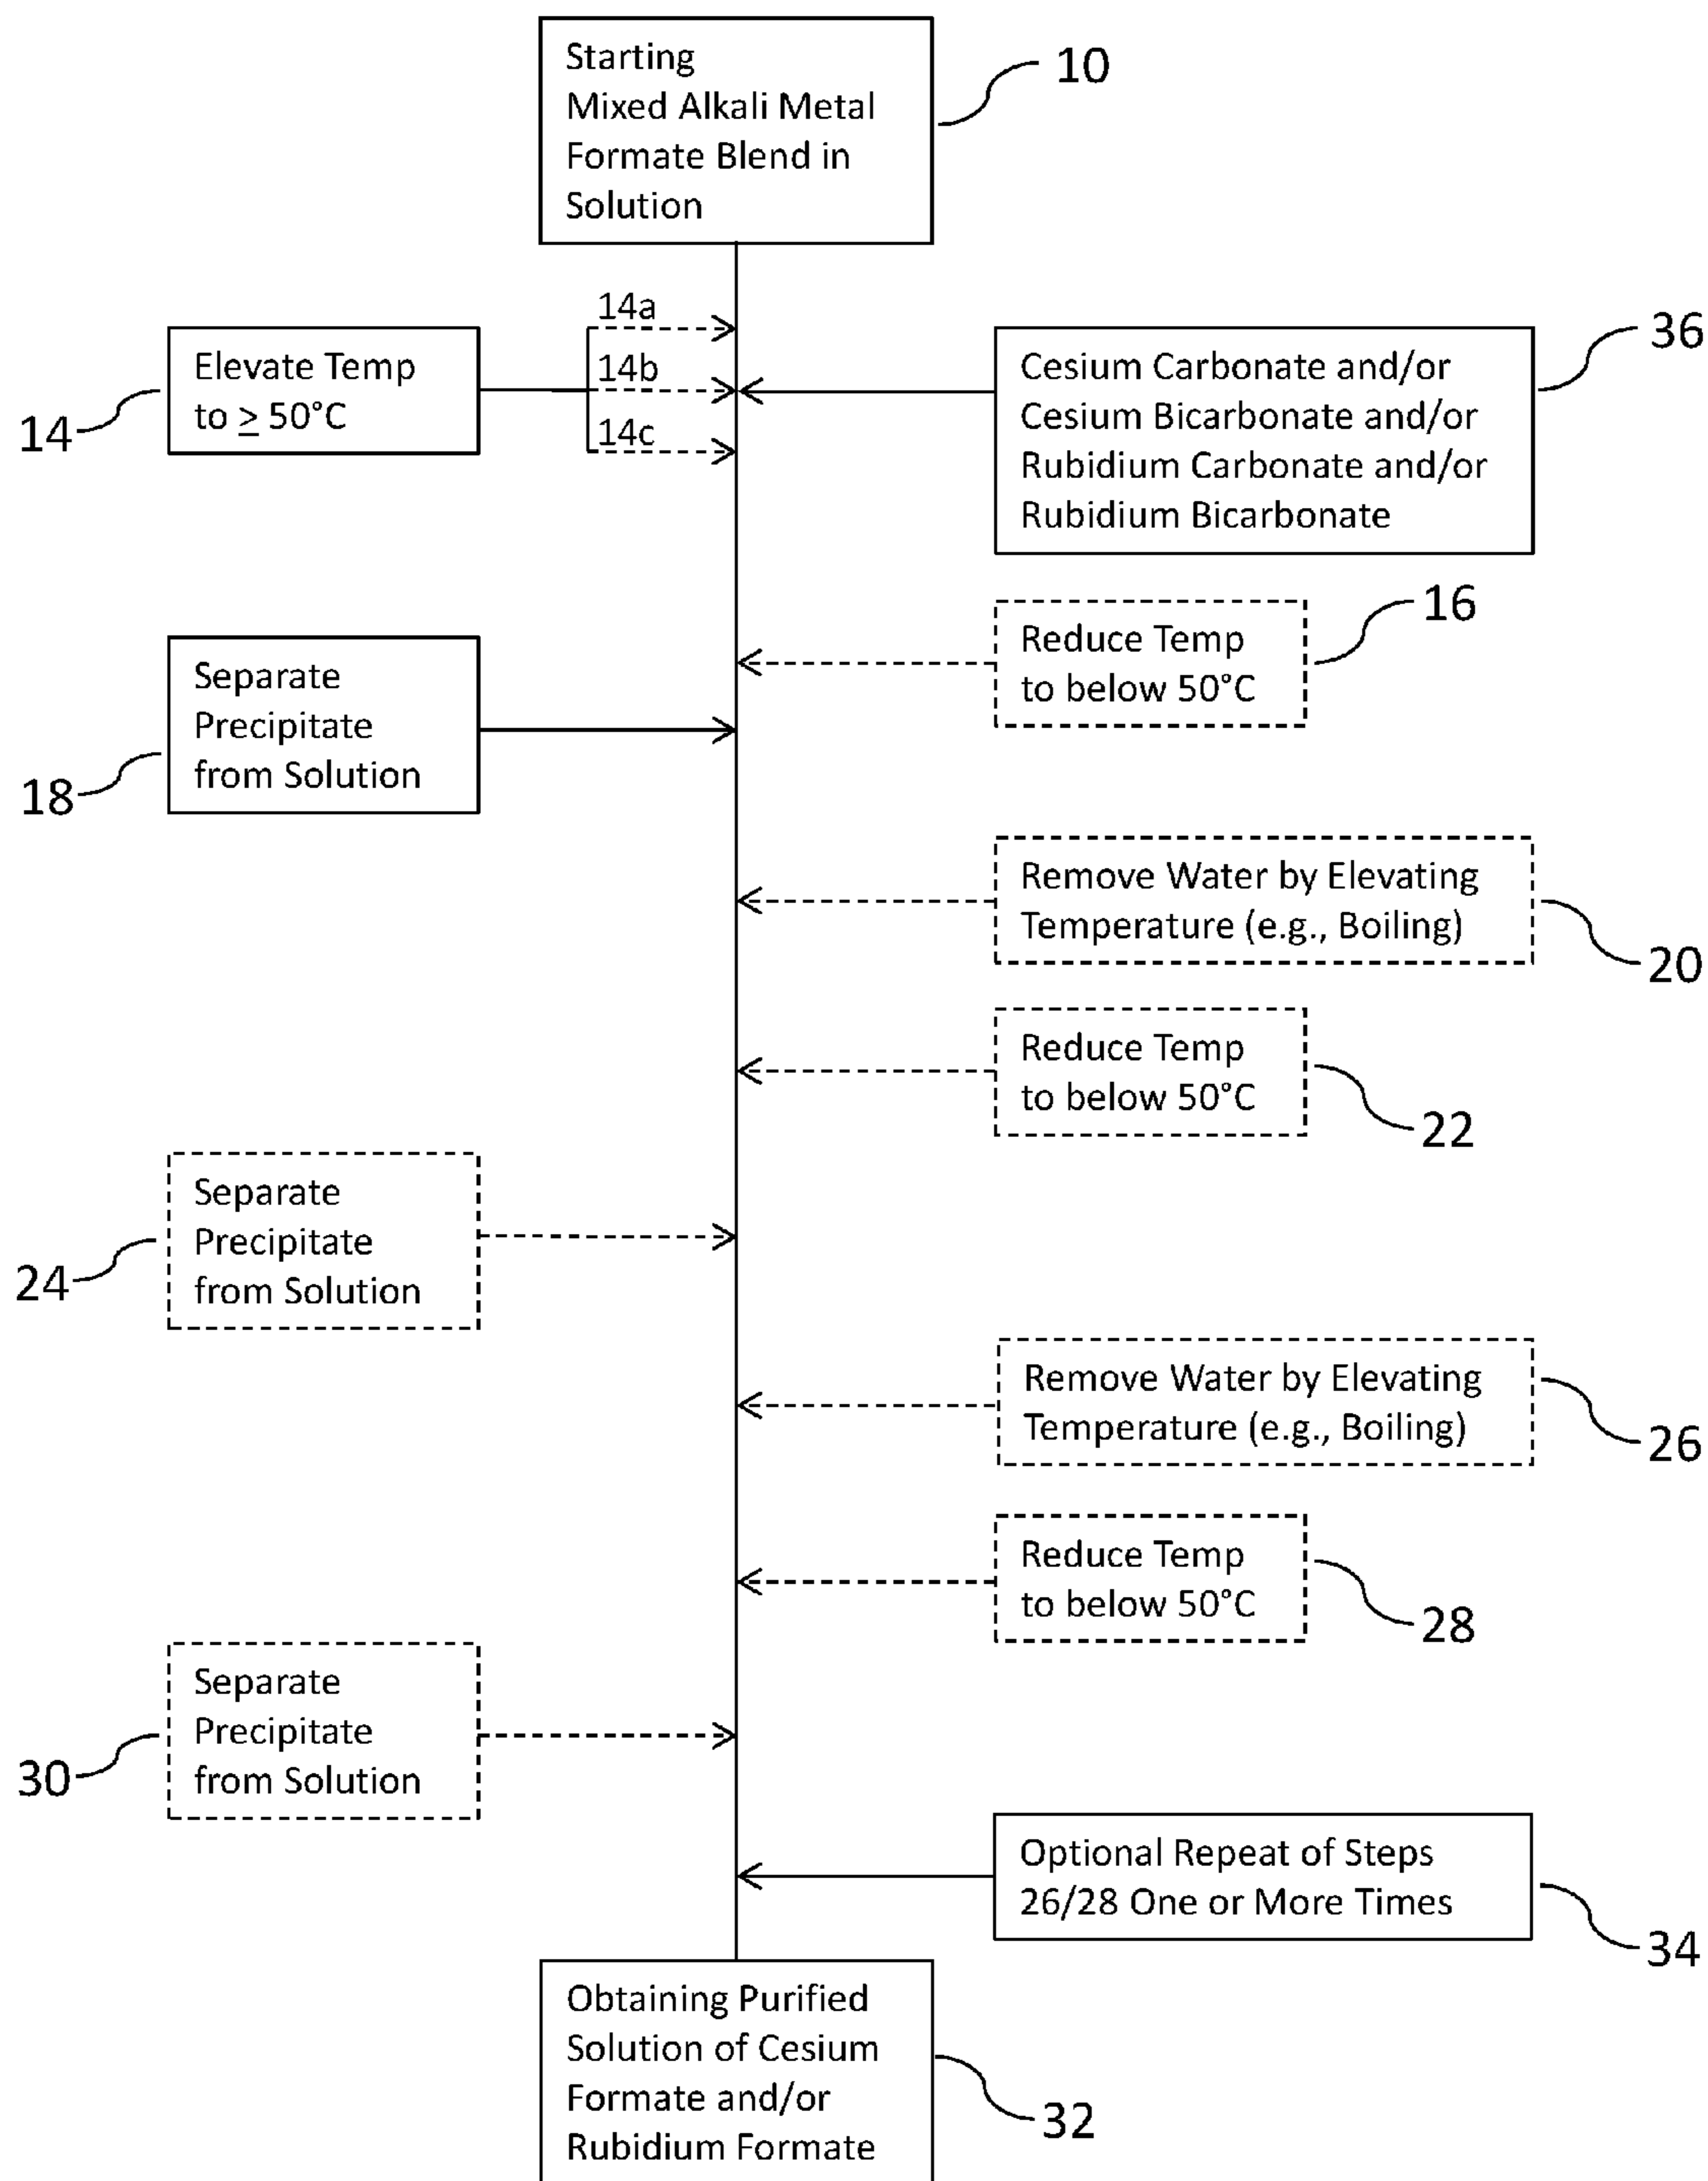 Starting
Mixed Alkali Metal
Formate Blend in
Solution
10
14a
14b
14c
Elevate Temp
to ≥ 50°C
14
Cesium Carbonate and/or
Cesium Bicarbonate and/or
Rubidium Carbonate and/or
Rubidium Bicarbonate
36
Reduce Temp
to below 50°C
16
Separate
Precipitate
from Solution
18
Remove Water by Elevating
Temperature (e.g., Boiling)
20
Reduce Temp
to below 50°C
22
Separate
Precipitate
from Solution
24
Remove Water by Elevating
Temperature (e.g., Boiling)
26
Reduce Temp
to below 50°C
28
Separate
Precipitate
from Solution
30
Optional Repeat of Steps
26/28 One or More Times
34
Obtaining Purified
Solution of Cesium
Formate and/or
Rubidium Formate
32